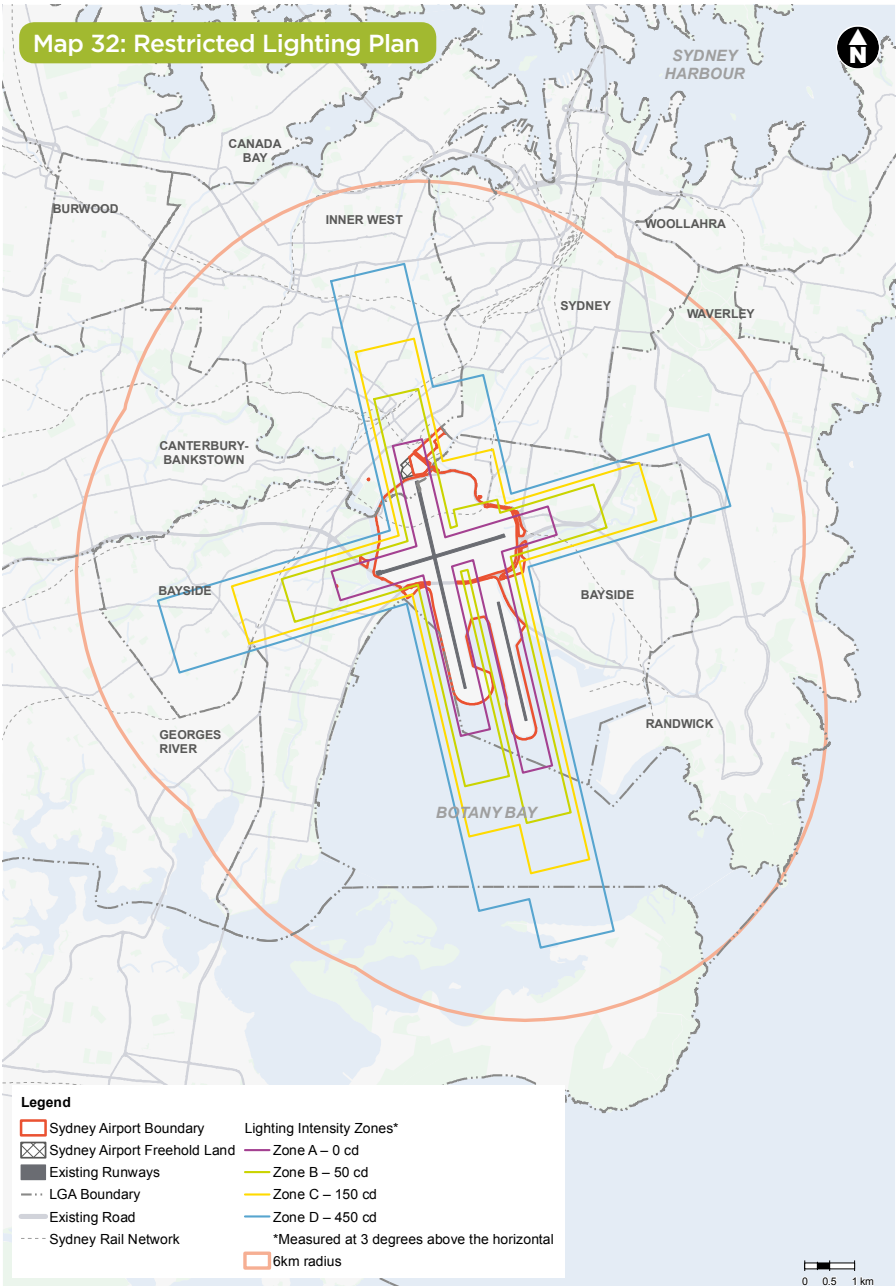 Map 32: Restricted Lighting Plan
N
SYDNEY
HARBOUR
CANADA
BAY
BURWOOD
INNER WEST
WOOLLAHRA
SYDNEY
WAVERLEY
CANTERBURY-
BANKSTOWN
BAYSIDE
BAYSIDE
GEORGES
RIVER
RANDWICK
BOTANY BAY
Legend
Sydney Airport Boundary
Sydney Airport Freehold Land
Existing Runways
LGA Boundary
Existing Road
Sydney Rail Network
Lighting Intensity Zones*
Zone A – 0 cd
Zone B – 50 cd
Zone C – 150 cd
Zone D – 450 cd
*Measured at 3 degrees above the horizontal
6km radius
0 0.5 1 km